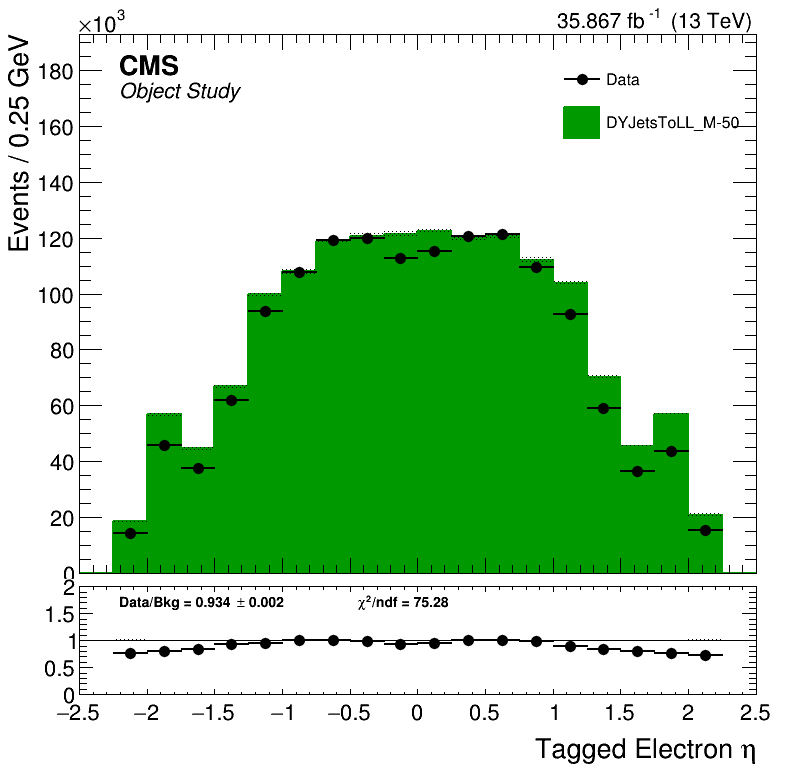 ×10³
35.867 fb⁻¹ (13 TeV)
Events / 0.25 GeV
CMS
Object Study
Data
DYJetsToLL_M-50
180
160
140
120
100
80
60
40
20
0
Data/Bkg = 0.934 ± 0.002
χ²/ndf = 75.28
2
1.5
1
0.5
0
−2.5 −2 −1.5 −1 −0.5 0 0.5 1 1.5 2 2.5
Tagged Electron η